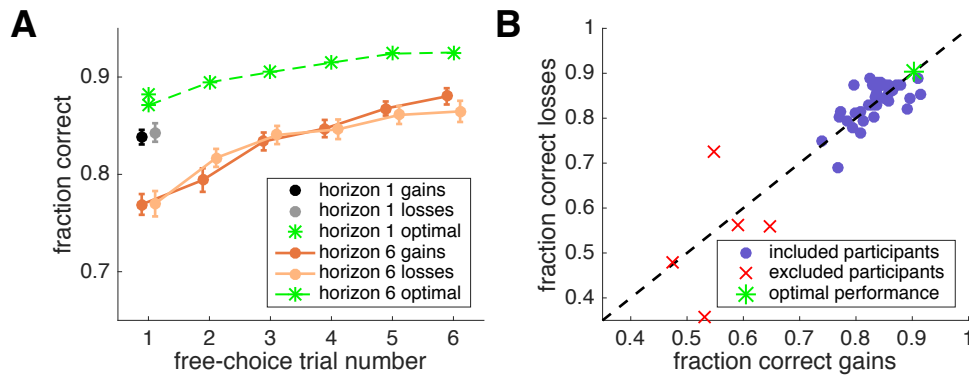 A
fraction correct
0.9
0.8
0.7
horizon 1 gains
horizon 1 losses
horizon 1 optimal
horizon 6 gains
horizon 6 losses
horizon 6 optimal
1 2 3 4 5 6
free-choice trial number
B
fraction correct losses
1
0.9
0.8
0.7
0.6
0.5
0.4
included participants
excluded participants
optimal performance
0.4 0.5 0.6 0.7 0.8 0.9 1
fraction correct gains